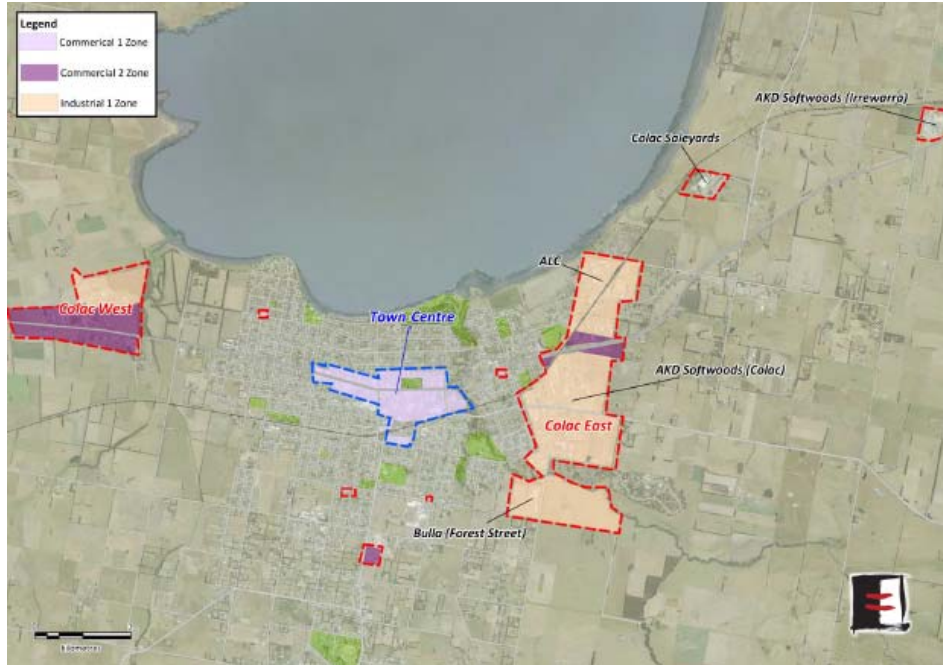 Legend
Commerical 1 Zone
Commercial 2 Zone
Industrial 1 Zone
AKD Softwoods (Irrewarra)
Colac Saleyards
ALC
Colac West
Town Centre
AKD Softwoods (Colac)
Colac East
Bulla (Forest Street)
kilometres